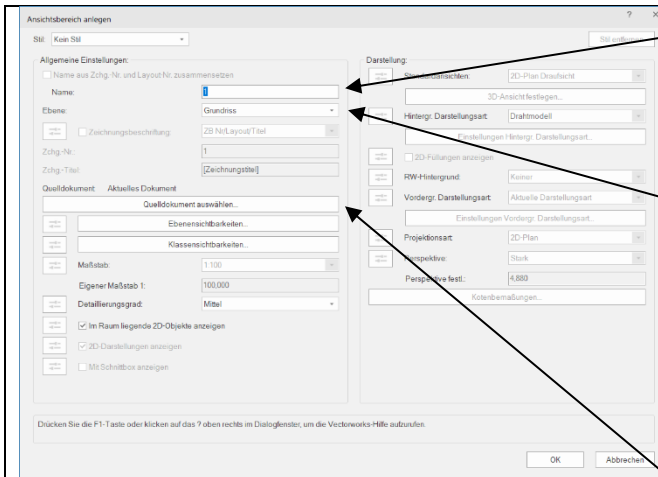 Ansichtsbereich anlegen
? ×
Stil: Kein Stil
Stil entfernen
Allgemeine Einstellungen:
Name aus Zchg.-Nr. und Layout-Nr. zusammensetzen
Name: 1
Ebene: Grundriss
Zeichnungsbeschriftung: ZB Nr/Layout/Titel
Zchg.-Nr.: 1
Zchg.-Titel: [Zeichnungstitel]
Quelldokument Aktuelles Dokument
Quelldokument auswählen...
Ebenensichtbarkeiten...
Klassensichtbarkeiten...
Maßstab: 1:100
Eigener Maßstab 1: 100,000
Detaillierungsgrad: Mittel
Im Raum liegende 2D-Objekte anzeigen
2D-Darstellungen anzeigen
Mit Schnittbox anzeigen
Darstellung:
Standardansichten: 2D-Plan Draufsicht
3D-Ansicht festlegen...
Hintergr. Darstellungsart: Drahtmodell
Einstellungen Hintergr. Darstellungsart...
2D-Füllungen anzeigen
RW-Hintergrund: Keiner
Vordergr. Darstellungsart: Aktuelle Darstellungsart
Einstellungen Vordergr. Darstellungsart...
Projektionsart: 2D-Plan
Perspektive: Stark
Perspektive festl.: 4,880
Kotenbemaßungen...
Drücken Sie die F1-Taste oder klicken auf das ? oben rechts im Dialogfenster, um die Vectorworks-Hilfe aufzurufen.
OK Abbrechen